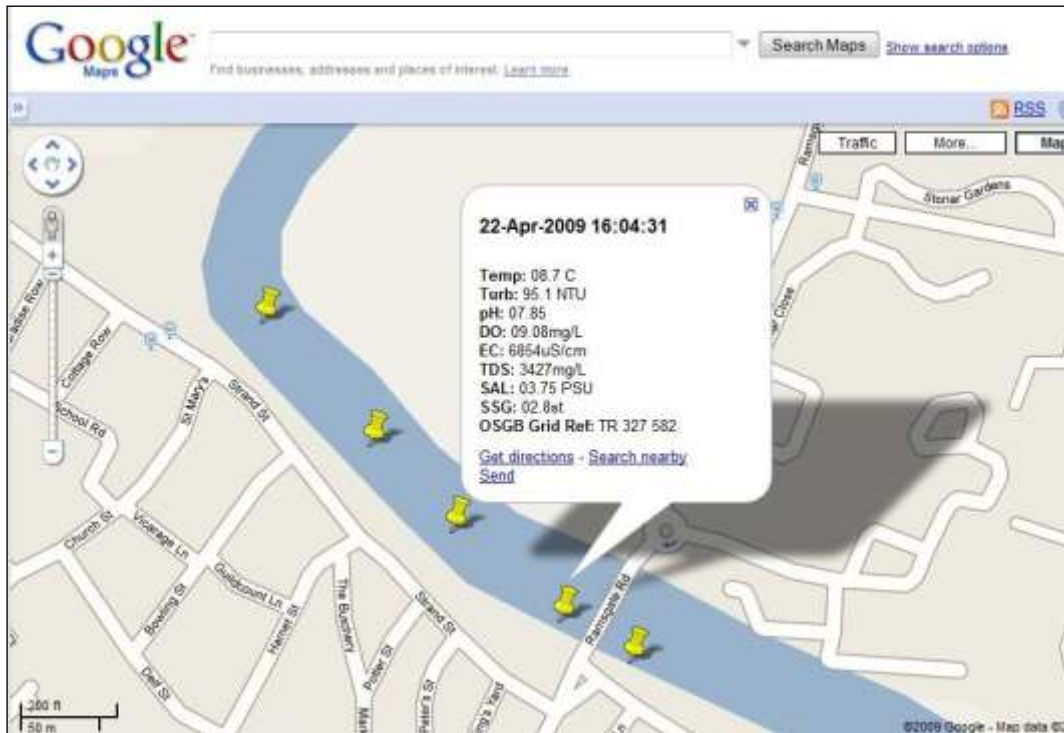 Google
Maps
Search Maps
Show search options
Find businesses, addresses and places of interest. Learn more
»
RSS
Traffic
More...
Map
22-Apr-2009 16:04:31
Temp: 08.7 C
Turb: 95.1 NTU
pH: 07.85
DO: 09.08mg/L
EC: 6854uS/cm
TDS: 3427mg/L
SAL: 03.75 PSU
SSG: 02.8st
OSGB Grid Ref: TR 327 582
Get directions - Search nearby
Send
Stonar Gardens
Close
Cottage Row
School Rd
St Mary's
Strand St
Church St
Vicarage Ln
Guildcount Ln
Bowling St
Harnet St
The Butchery
Delf St
Potter St
Strand St
Ramsgate Rd
200 ft
50 m
©2009 Google - Map data ©2